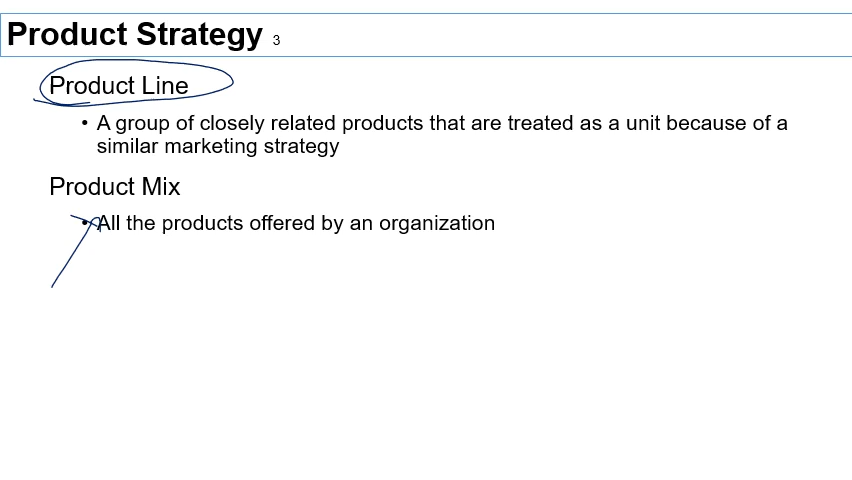 Product Strategy 3
Product Line
• A group of closely related products that are treated as a unit because of a
similar marketing strategy
Product Mix
• All the products offered by an organization